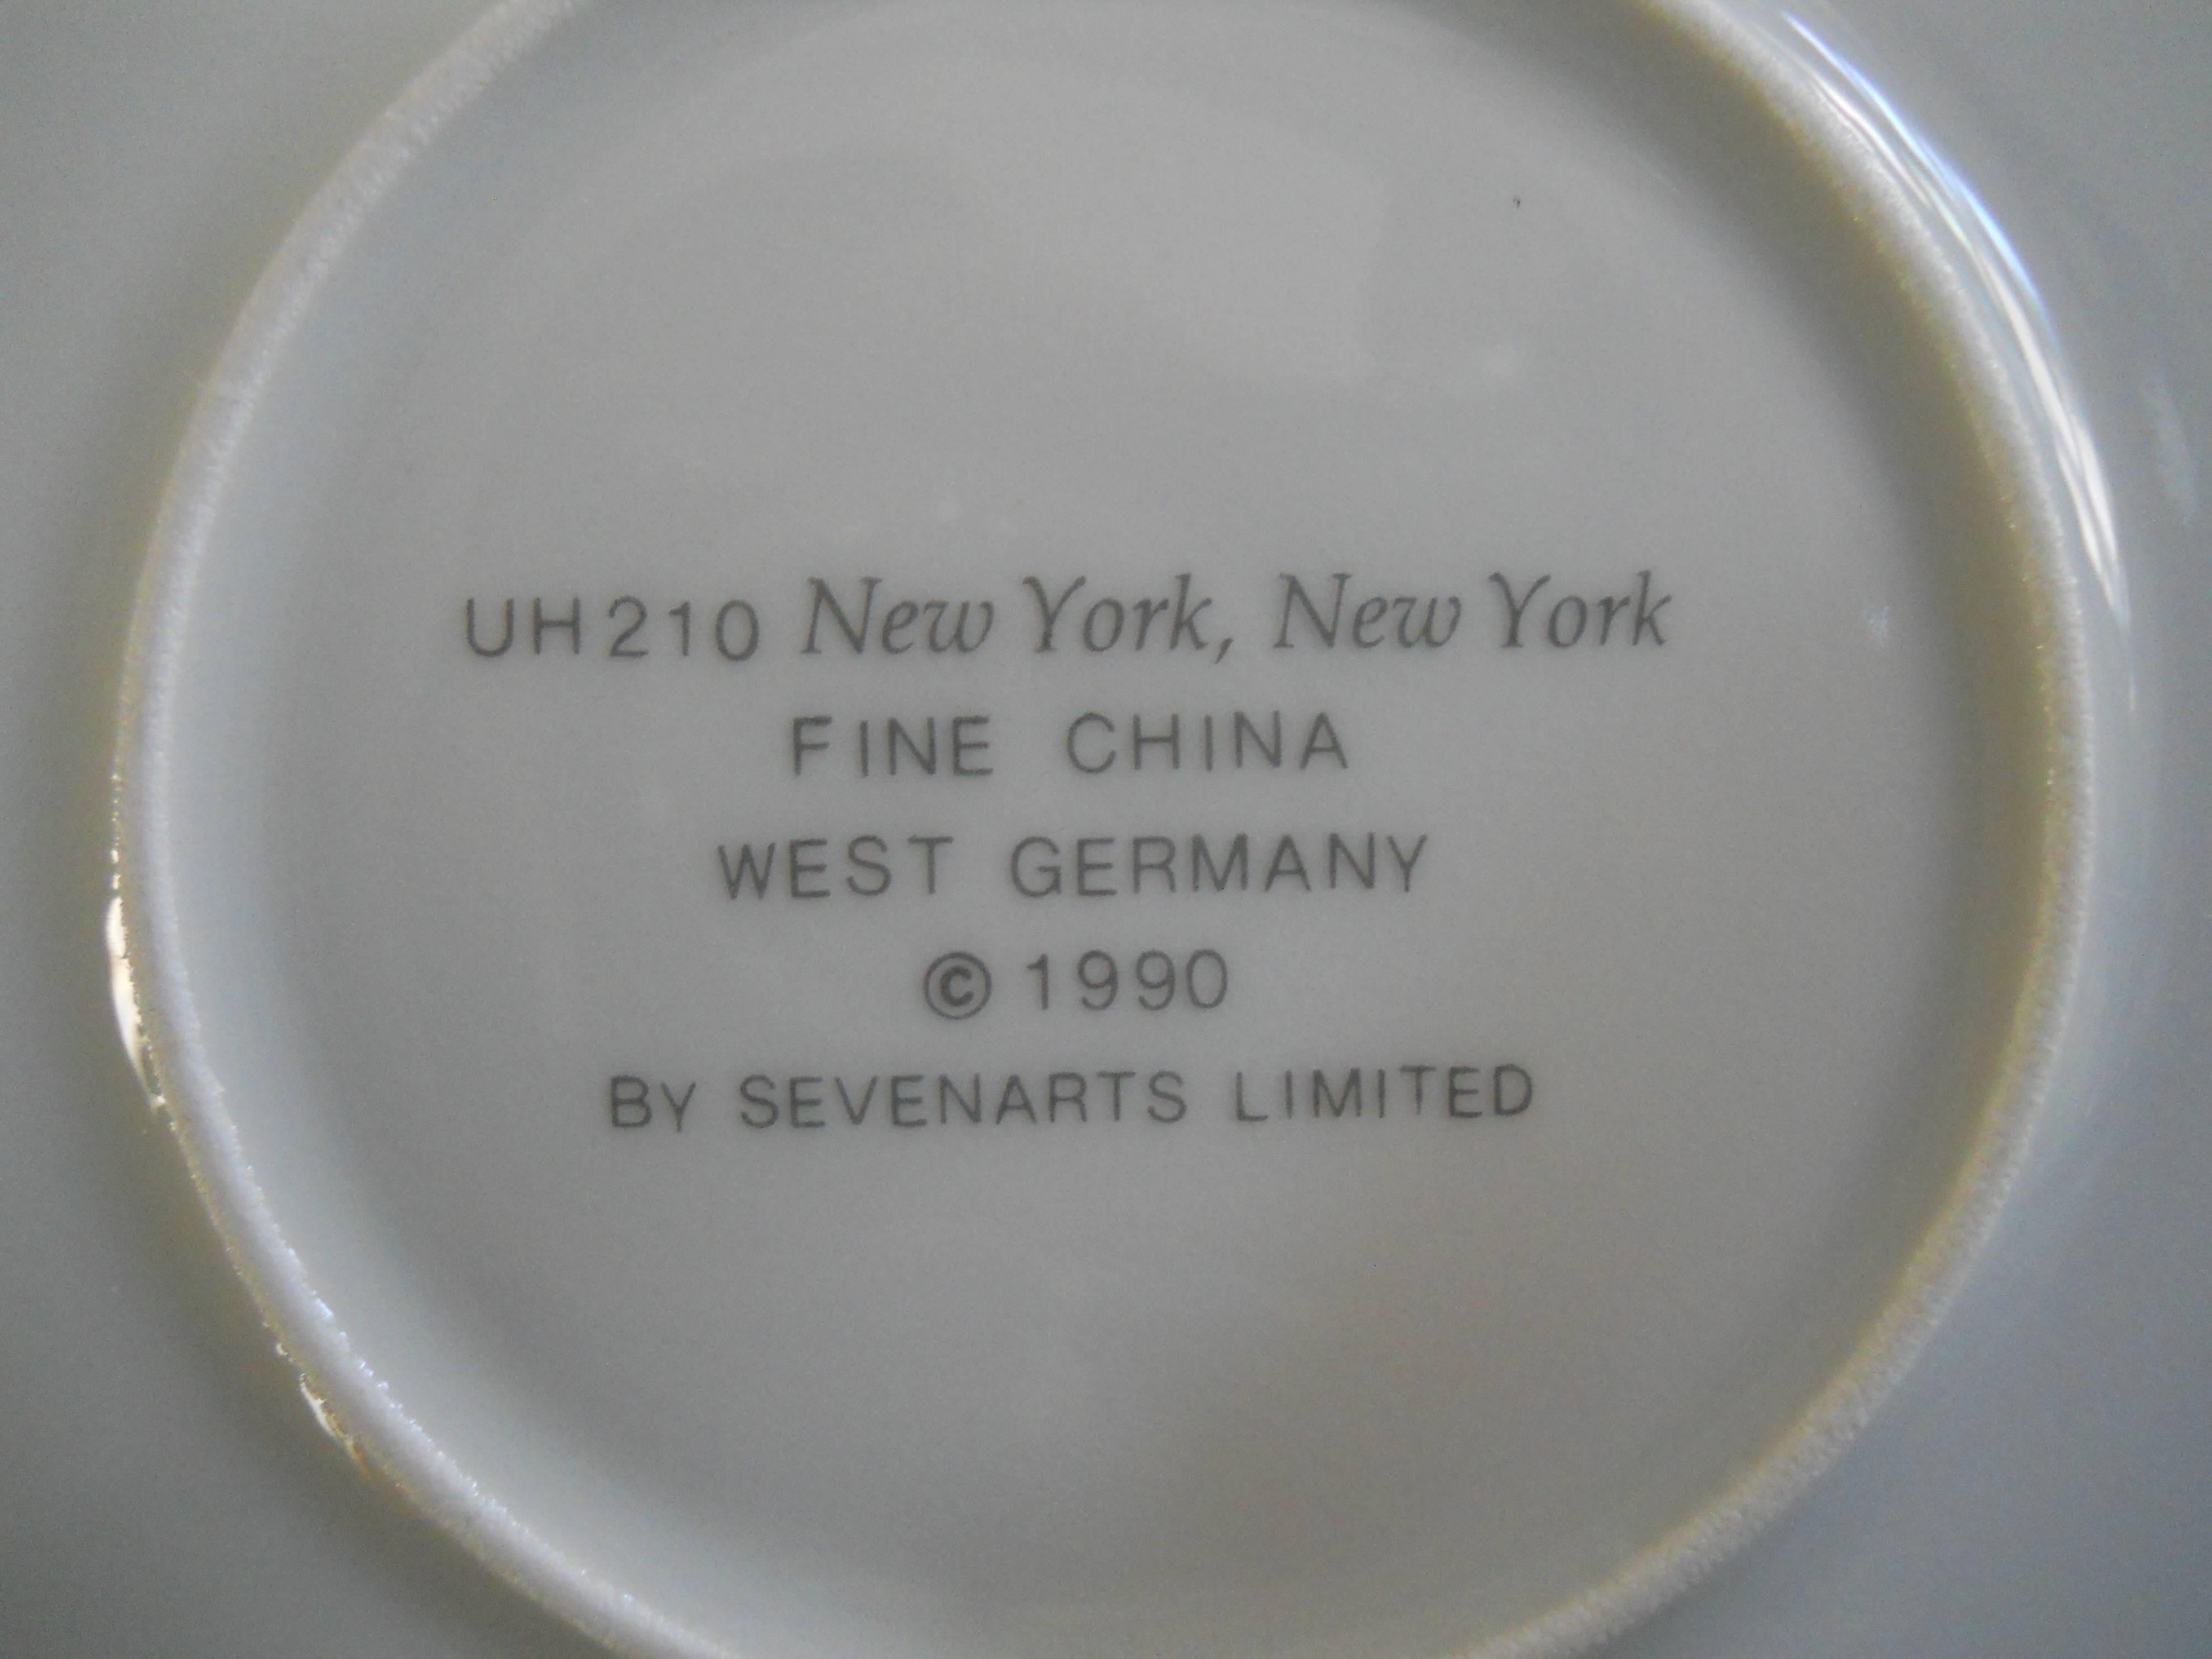 UH210 New York, New York
FINE CHINA
WEST GERMANY
© 1990
BY SEVENARTS LIMITED